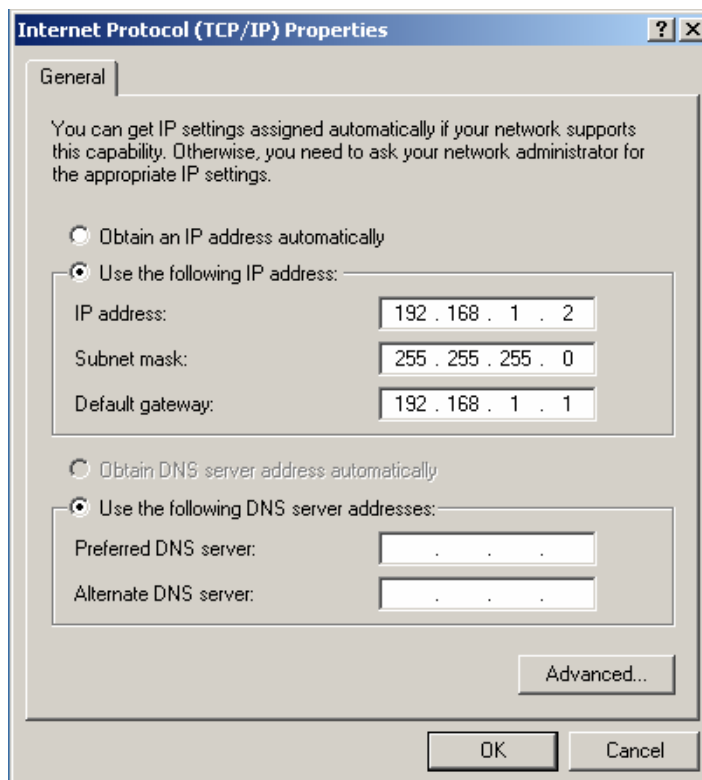 Internet Protocol (TCP/IP) Properties
General
You can get IP settings assigned automatically if your network supports
this capability. Otherwise, you need to ask your network administrator for
the appropriate IP settings.
Obtain an IP address automatically
Use the following IP address:
IP address: 192 . 168 . 1 . 2
Subnet mask: 255 . 255 . 255 . 0
Default gateway: 192 . 168 . 1 . 1
Obtain DNS server address automatically
Use the following DNS server addresses:
Preferred DNS server: . . .
Alternate DNS server: . . .
Advanced...
OK Cancel